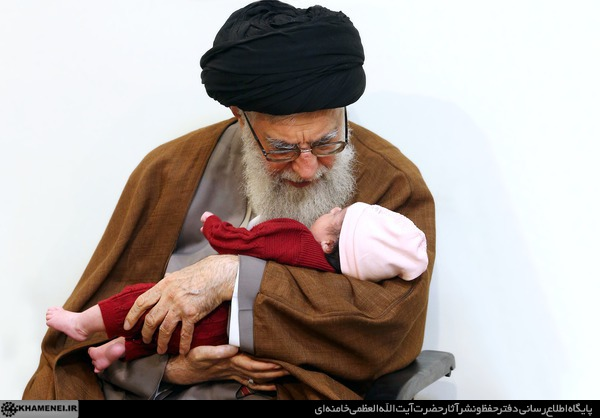 KHAMENEI.IR
پایگاه اطلاع رسانی دفتر حفظ و نشر آثار حضرت آیت الله العظمی خامنه‌ای